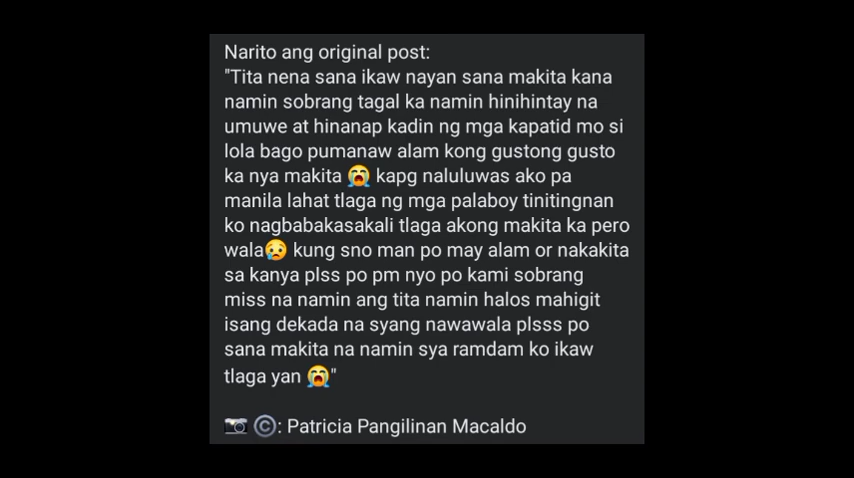 Narito ang original post:
"Tita nena sana ikaw nayan sana makita kana
namin sobrang tagal ka namin hinihintay na
umuwe at hinanap kadin ng mga kapatid mo si
lola bago pumanaw alam kong gustong gusto
ka nya makita 😭 kapg naluluwas ako pa
manila lahat tlaga ng mga palaboy tinitingnan
ko nagbabakasakali tlaga akong makita ka pero
wala😢 kung sno man po may alam or nakakita
sa kanya plss po pm nyo po kami sobrang
miss na namin ang tita namin halos mahigit
isang dekada na syang nawawala plsss po
sana makita na namin sya ramdam ko ikaw
tlaga yan 😭"
📷 ©: Patricia Pangilinan Macaldo